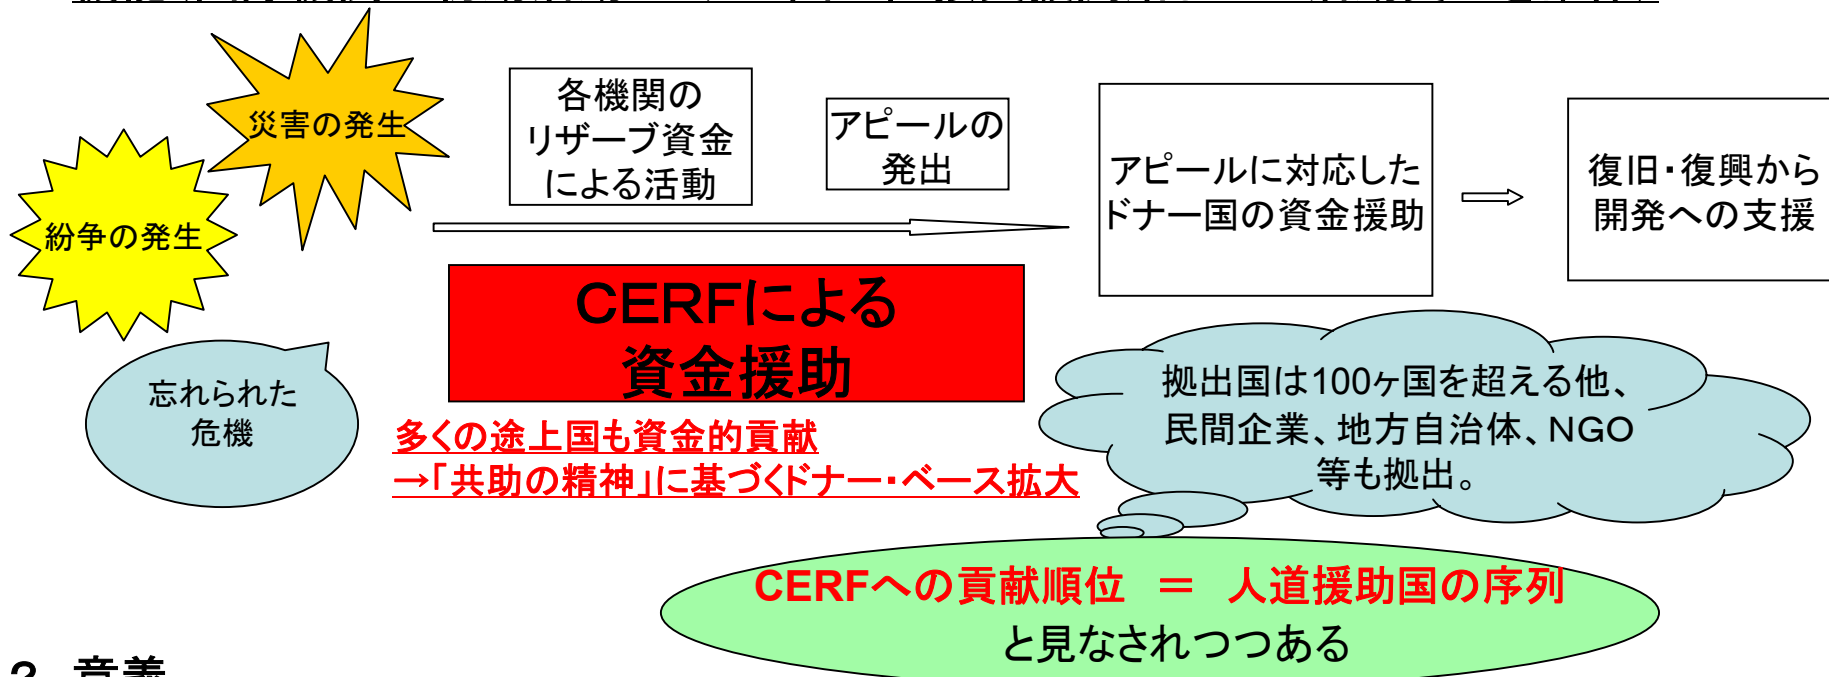 災害の発生
紛争の発生
忘れられた
危機
各機関の
リザーブ資金
による活動
アピールの
発出
アピールに対応した
ドナー国の資金援助
復旧・復興から
開発への支援
CERFによる
資金援助
多くの途上国も資金的貢献
→「共助の精神」に基づくドナー・ベース拡大
拠出国は100ヶ国を超える他、
民間企業、地方自治体、NGO
等も拠出。
CERFへの貢献順位 ＝ 人道援助国の序列
と見なされつつある
２．意義